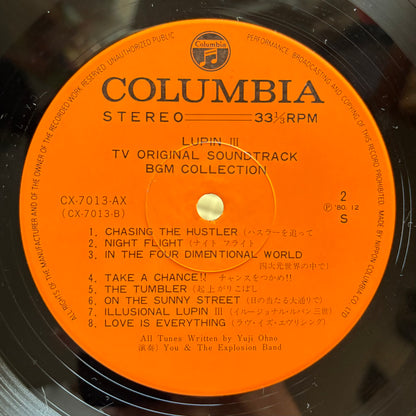 Columbia
COLUMBIA
STEREO 33 1/3 RPM
LUPIN III
TV ORIGINAL SOUNDTRACK
BGM COLLECTION
CX-7013-AX
(CX-7013-B)
2
Ⓟ '80. 12
S
1. CHASING THE HUSTLER (ハスラーを追って
2. NIGHT FLIGHT (ナイト フライト)
3. IN THE FOUR DIMENTIONAL WORLD
四次元世界の中で)
4. TAKE A CHANCE!! チャンスをつかめ!!)
5. THE TUMBLER (起上がりこぼし
6. ON THE SUNNY STREET (日の当たる大通りで)
7. ILLUSIONAL LUPIN III (イルージョナル・ルパン三世)
8. LOVE IS EVERYTHING (ラヴ・イズ・エヴリシング)
All Tunes Written by Yuji Ohno
(演奏) You & The Explosion Band
ALL RIGHTS OF THE MANUFACTURER AND OF THE OWNER OF THE RECORDED WORK RESERVED. UNAUTHORIZED PUBLIC PERFORMANCE, BROADCASTING AND COPYING OF THIS RECORD PROHIBITED. MADE BY NIPPON COLUMBIA CO. LTD.